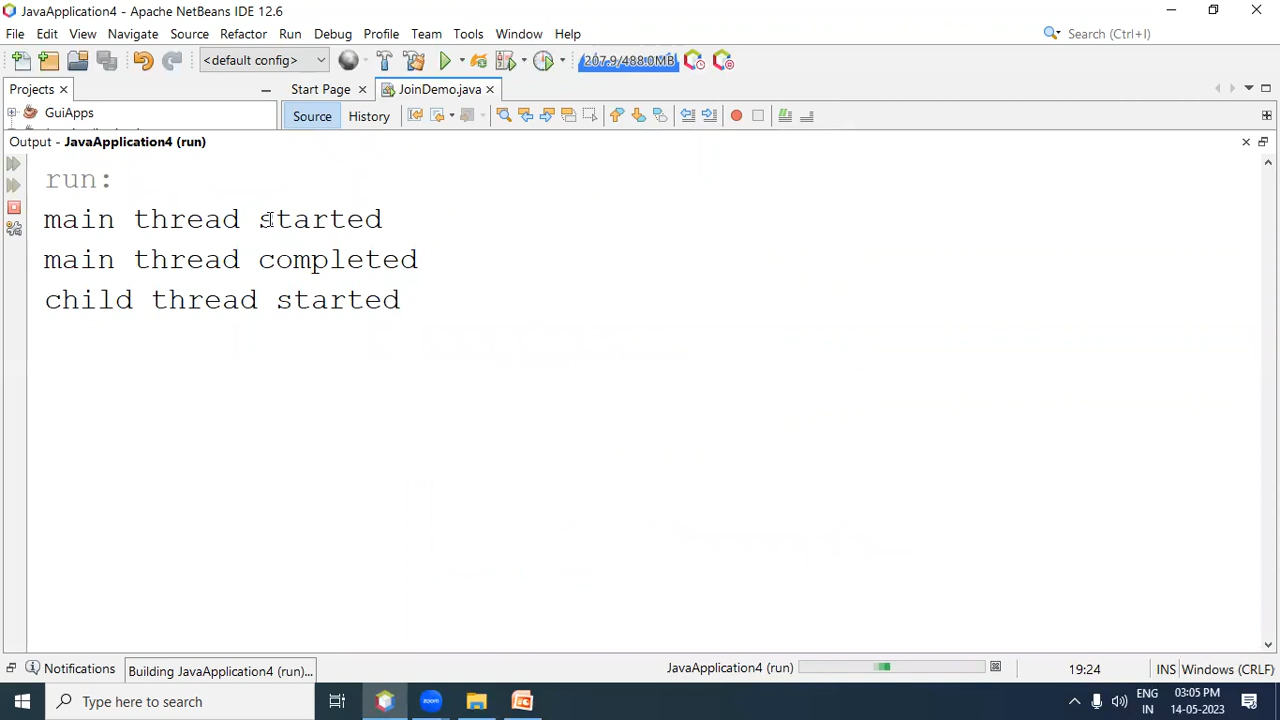 JavaApplication4 - Apache NetBeans IDE 12.6
File Edit View Navigate Source Refactor Run Debug Profile Team Tools Window Help
Search (Ctrl+I)
<default config>
207.9/488.0MB
Projects
Start Page
JoinDemo.java
GuiApps
Source
History
Output - JavaApplication4 (run)
run:
main thread started
main thread completed
child thread started
Notifications
Building JavaApplication4 (run)...
JavaApplication4 (run)
19:24
INS
Windows (CRLF)
Type here to search
zoom
ENG
IN
03:05 PM
14-05-2023